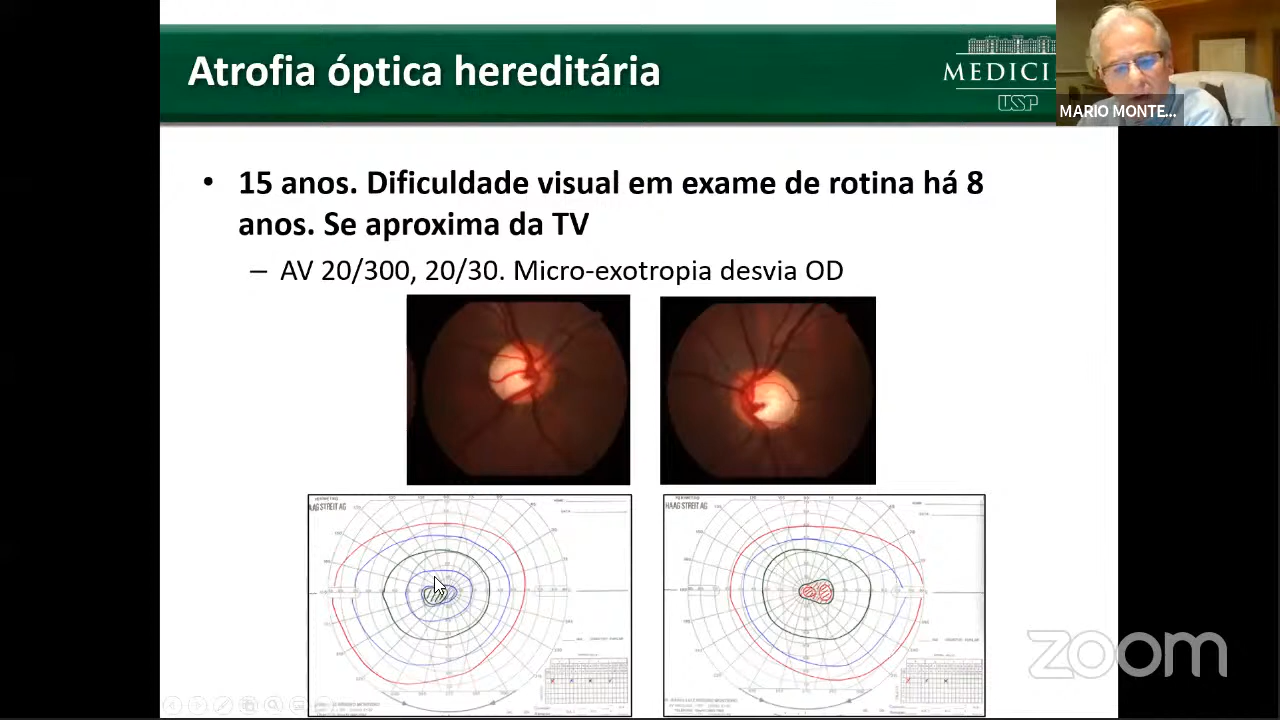 Atrofia óptica hereditária
MEDICI
USP
MARIO MONTE...
• 15 anos. Dificuldade visual em exame de rotina há 8
anos. Se aproxima da TV
– AV 20/300, 20/30. Micro-exotropia desvia OD
HAAG STREIT AG
HAAG STREIT AG
zoom